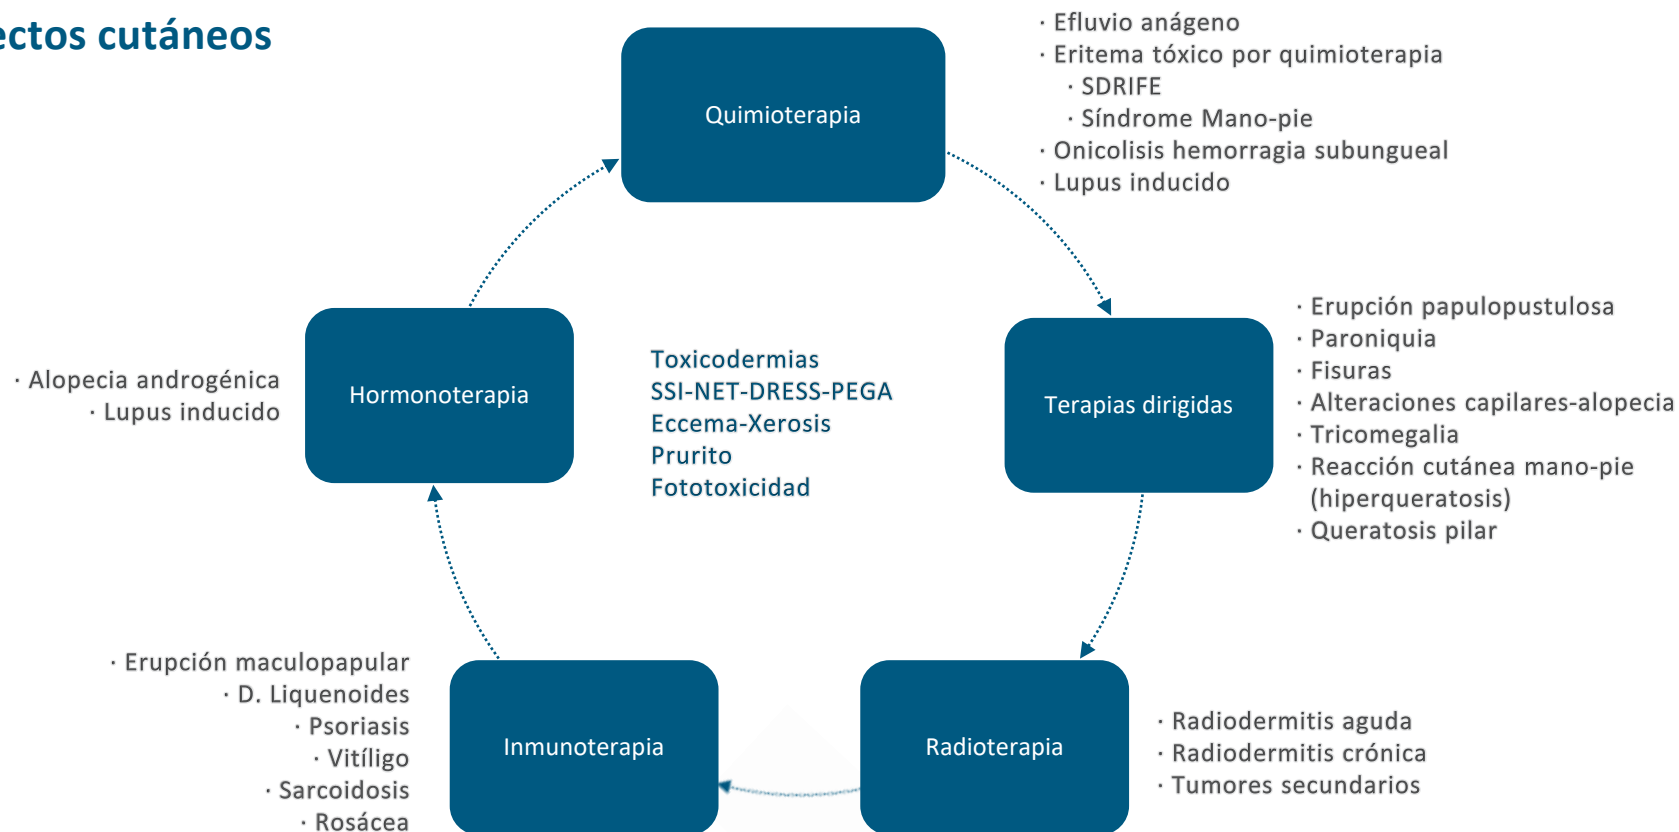 ectos cutáneos
Quimioterapia
· Efluvio anágeno
· Eritema tóxico por quimioterapia
· SDRIFE
· Síndrome Mano-pie
· Onicolisis hemorragia subungueal
· Lupus inducido
Terapias dirigidas
· Erupción papulopustulosa
· Paroniquia
· Fisuras
· Alteraciones capilares-alopecia
· Tricomegalia
· Reacción cutánea mano-pie
(hiperqueratosis)
· Queratosis pilar
Radioterapia
· Radiodermitis aguda
· Radiodermitis crónica
· Tumores secundarios
Inmunoterapia
· Erupción maculopapular
· D. Liquenoides
· Psoriasis
· Vitíligo
· Sarcoidosis
· Rosácea
Hormonoterapia
· Alopecia androgénica
· Lupus inducido
Toxicodermias
SSI-NET-DRESS-PEGA
Eccema-Xerosis
Prurito
Fototoxicidad